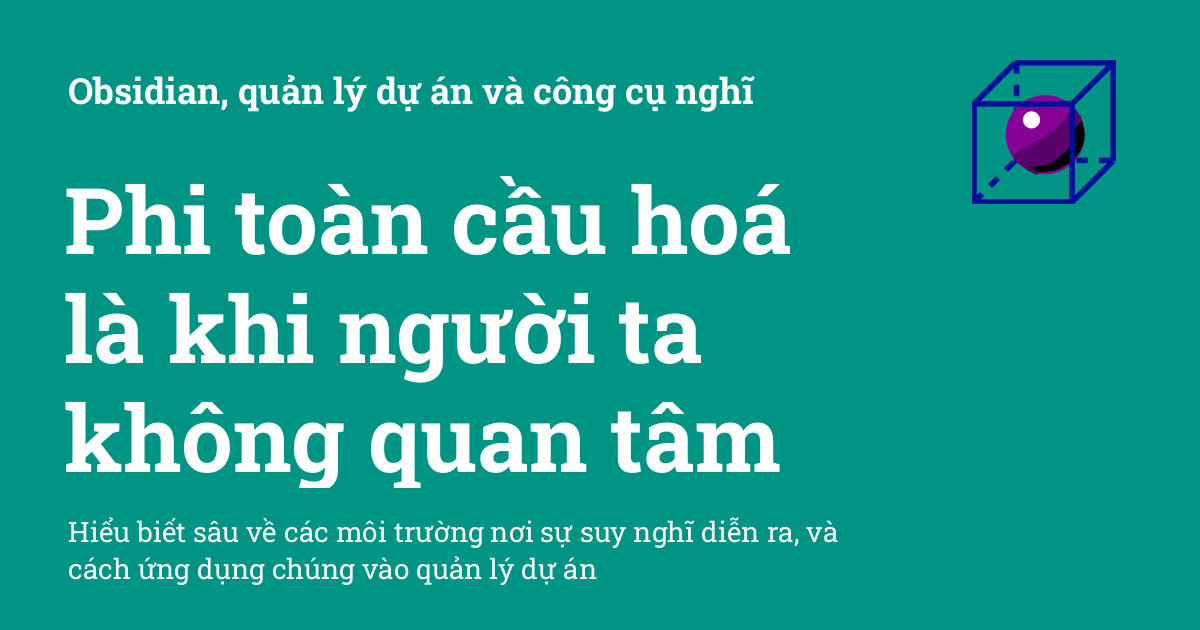 Obsidian, quản lý dự án và công cụ nghĩ
Phi toàn cầu hoá
là khi người ta
không quan tâm
Hiểu biết sâu về các môi trường nơi sự suy nghĩ diễn ra, và
cách ứng dụng chúng vào quản lý dự án